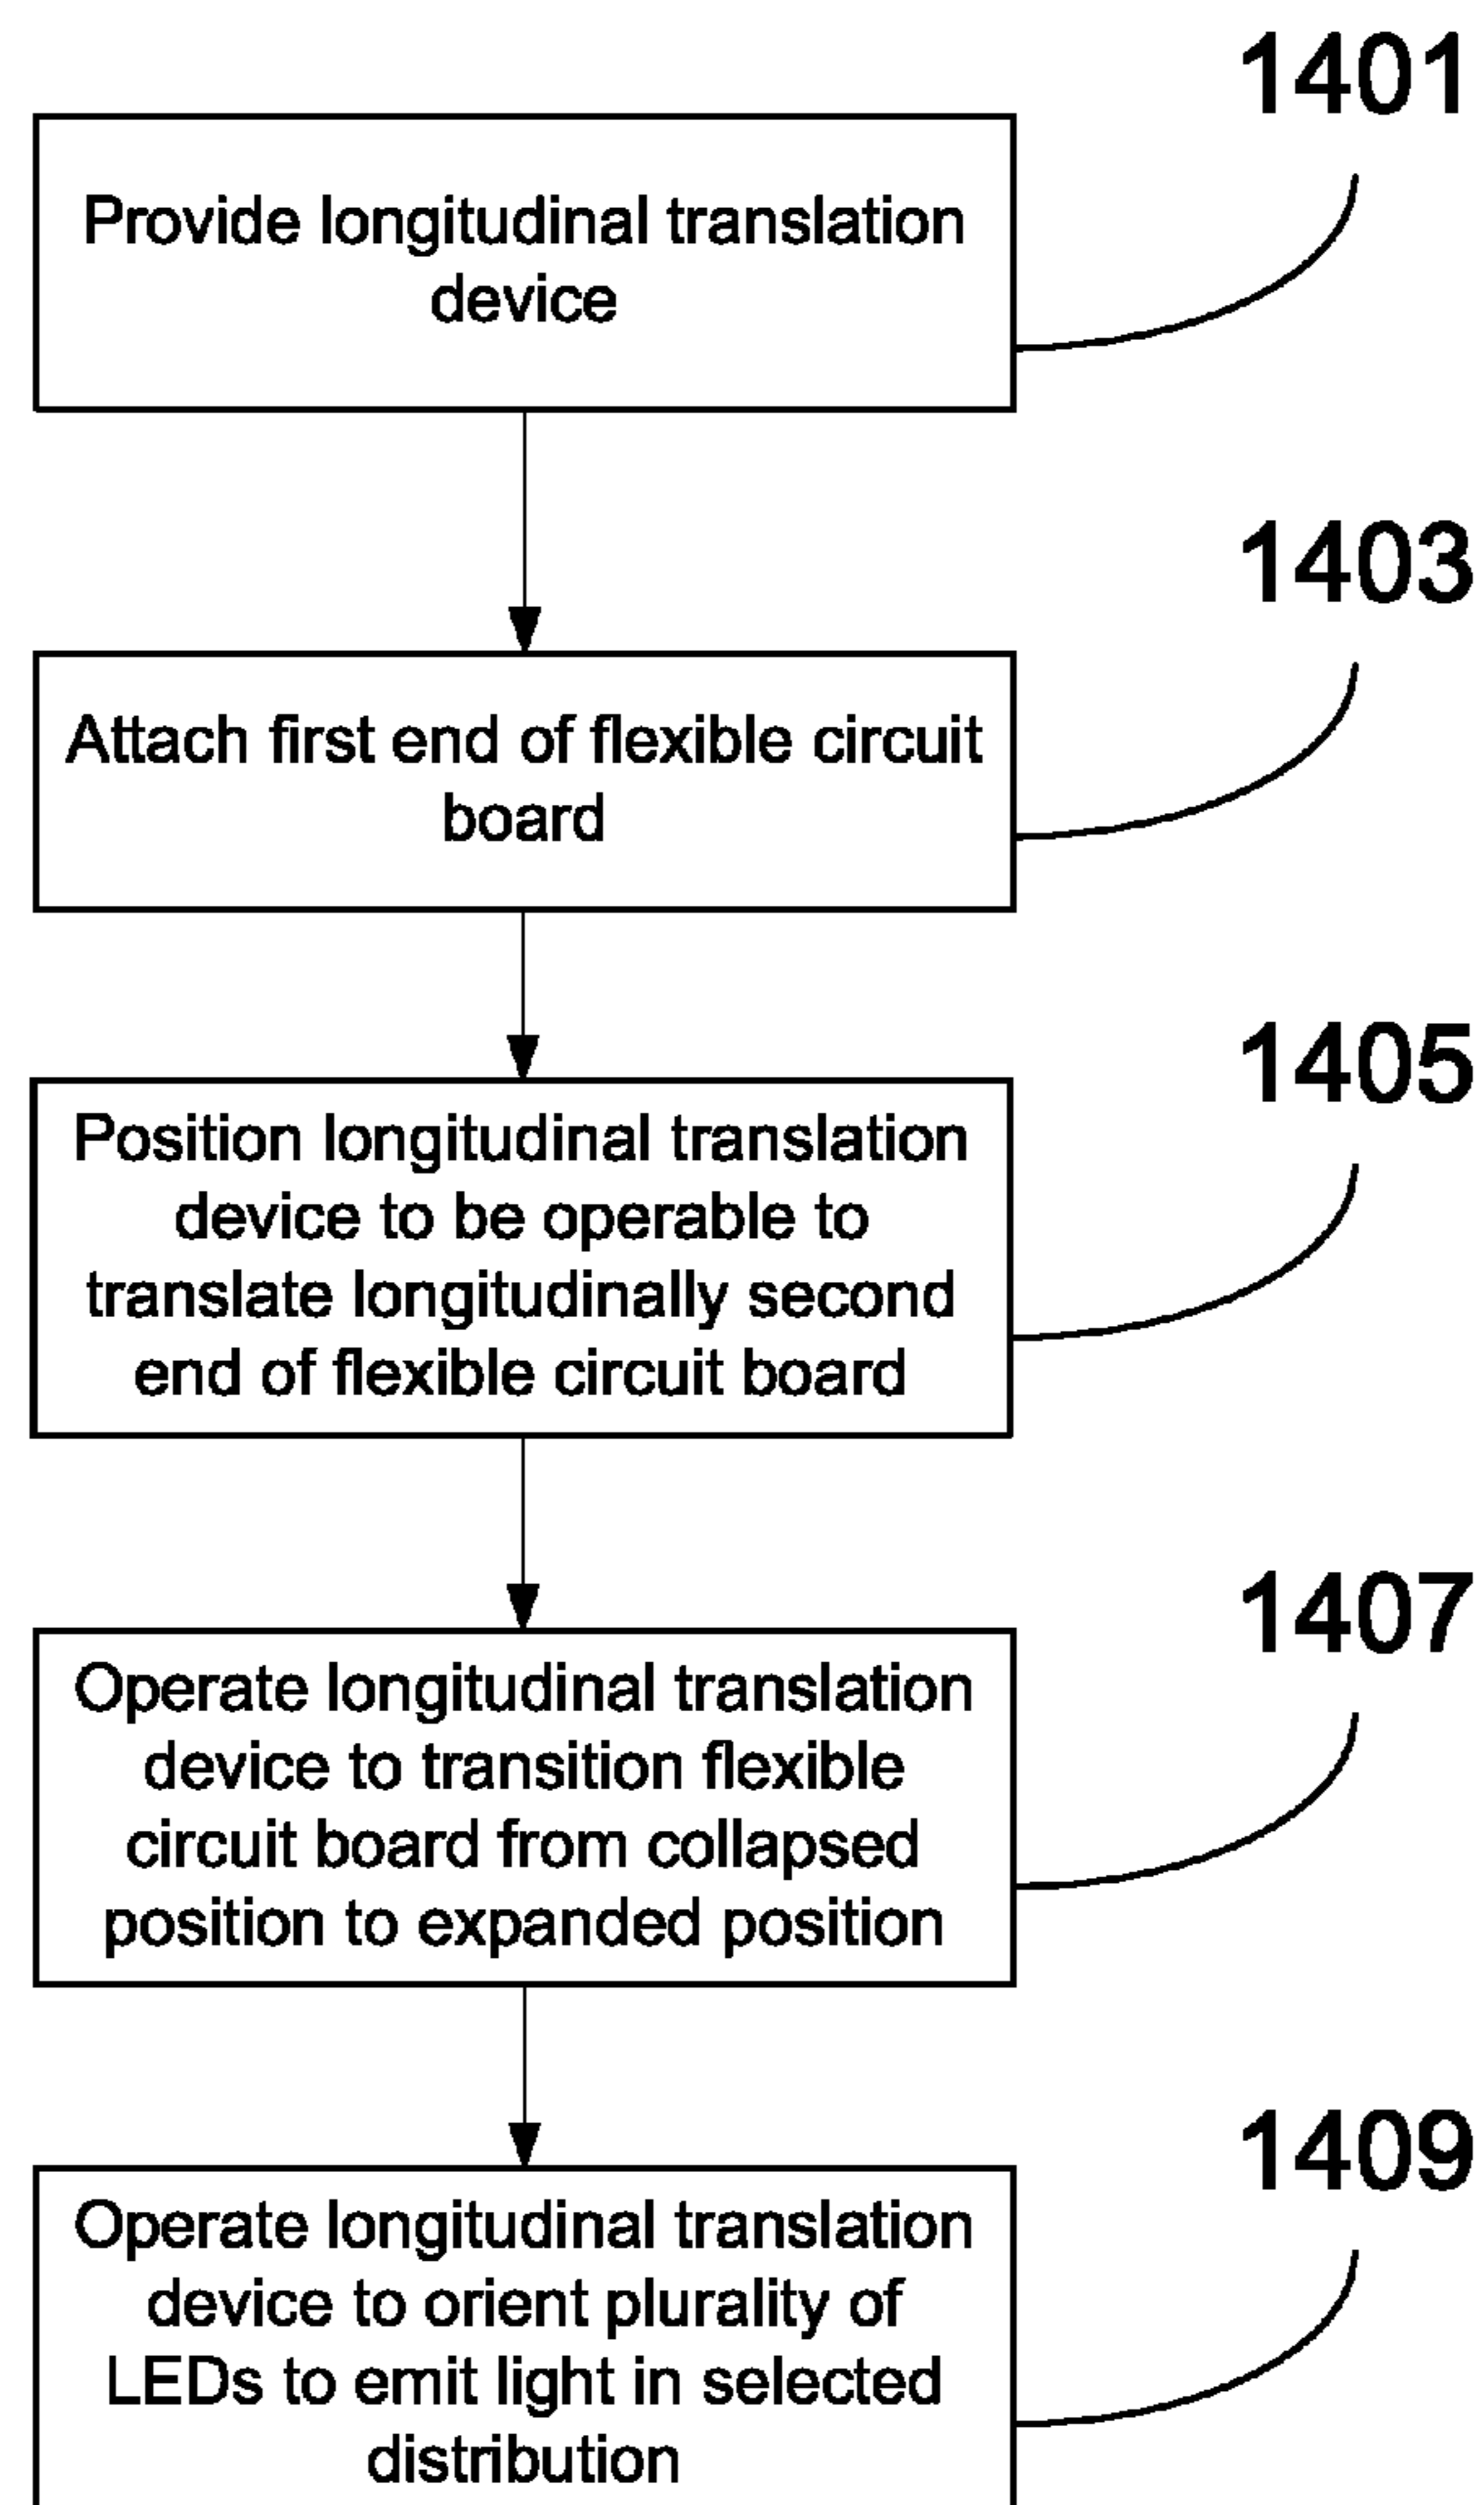 1401
Provide longitudinal translation
device
1403
Attach first end of flexible circuit
board
1405
Position longitudinal translation
device to be operable to
translate longitudinally second
end of flexible circuit board
1407
Operate longitudinal translation
device to transition flexible
circuit board from collapsed
position to expanded position
1409
Operate longitudinal translation
device to orient plurality of
LEDs to emit light in selected
distribution